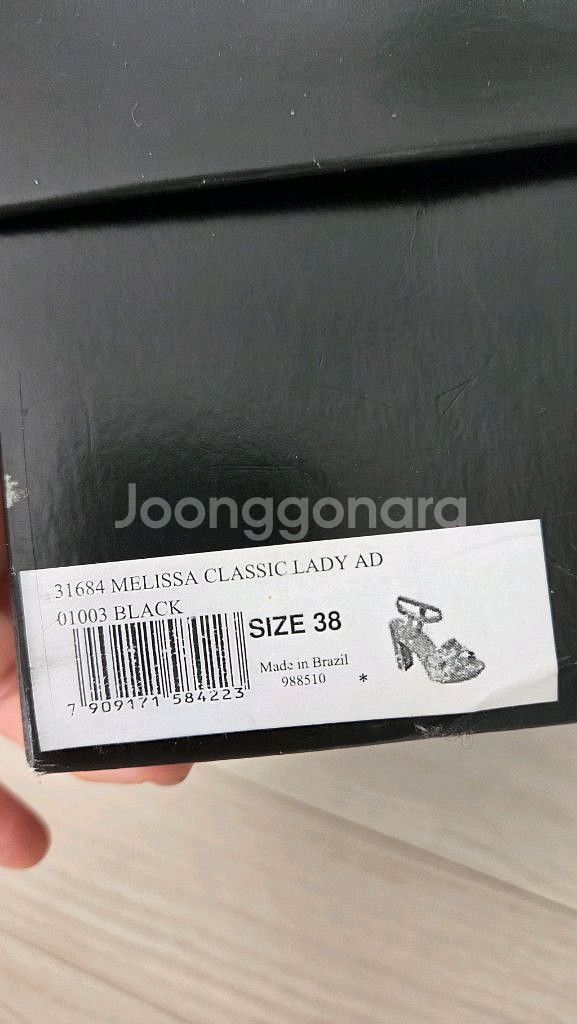 Joonggonara
31684 MELISSA CLASSIC LADY AD
01003 BLACK
SIZE 38
Made in Brazil
988510 *
7 909171 584223